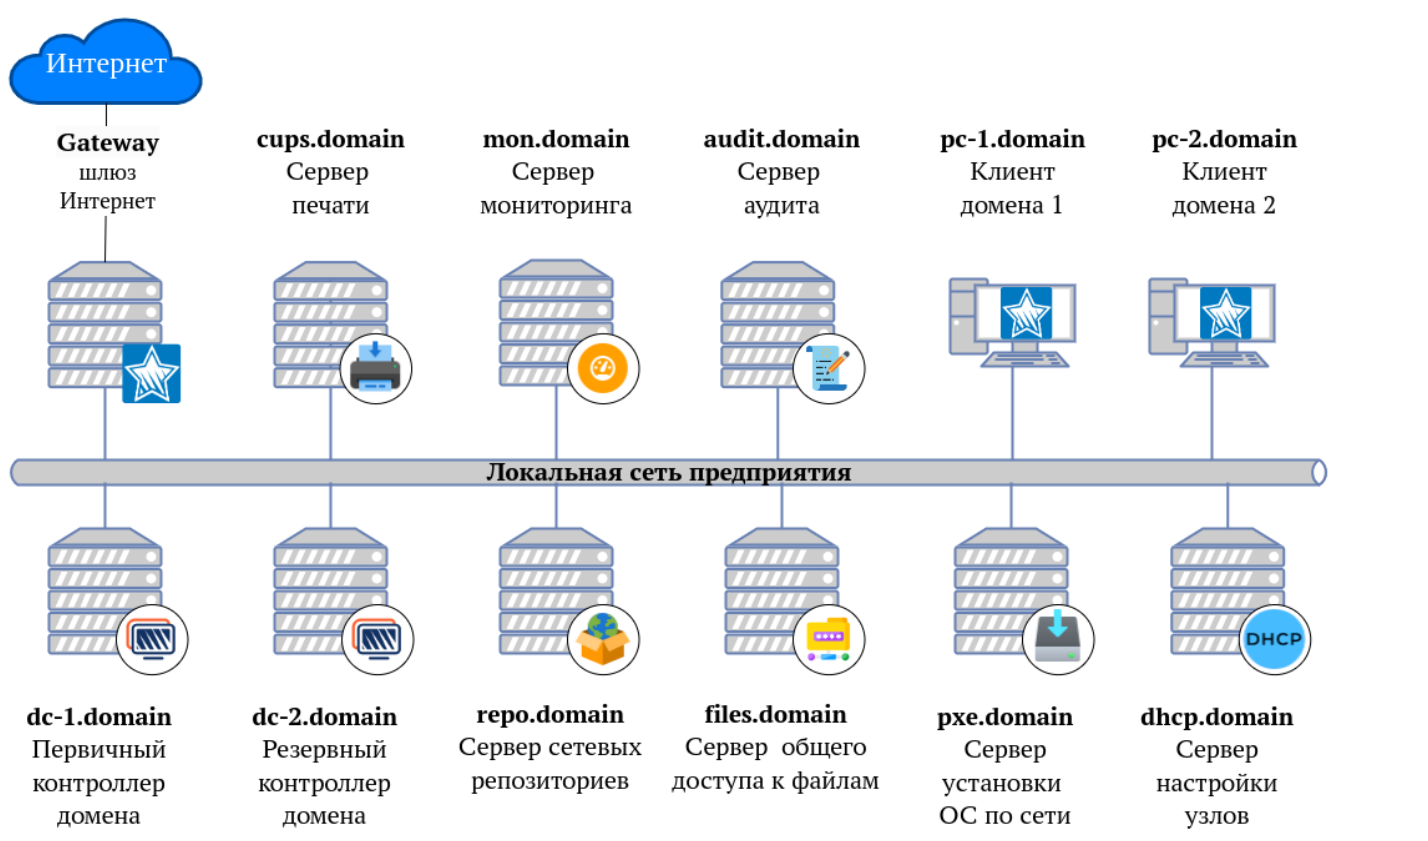 Интернет
Gateway
шлюз
Интернет
cups.domain
Сервер
печати
mon.domain
Сервер
мониторинга
audit.domain
Сервер
аудита
pc-1.domain
Клиент
домена 1
pc-2.domain
Клиент
домена 2
Локальная сеть предприятия
DHCP
dc-1.domain
Первичный
контроллер
домена
dc-2.domain
Резервный
контроллер
домена
repo.domain
Сервер сетевых
репозиториев
files.domain
Сервер общего
доступа к файлам
pxe.domain
Сервер
установки
ОС по сети
dhcp.domain
Сервер
настройки
узлов